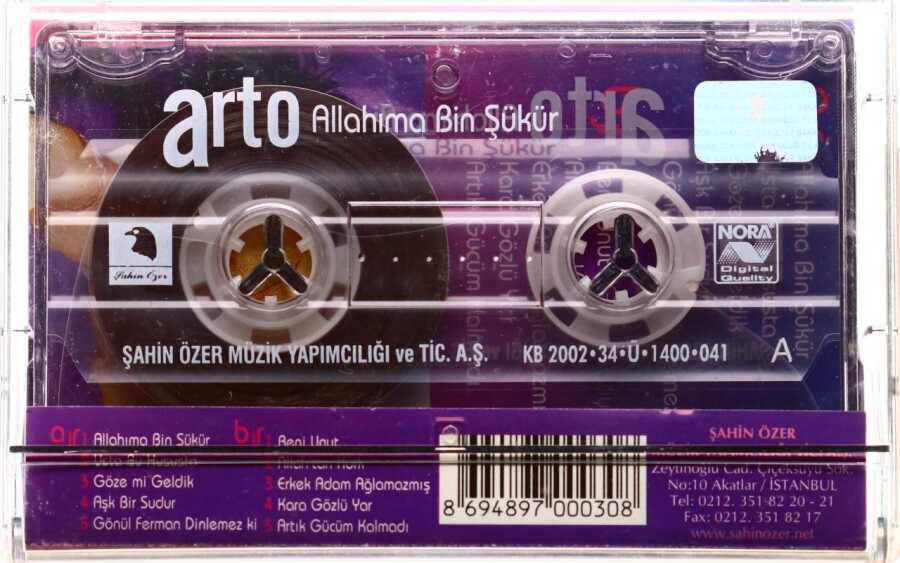 arto Allahıma Bin Şükür
Şahin Özer
NORA
Digital
Quality
ŞAHİN ÖZER MÜZİK YAPIMCILIĞI ve TİC. A.Ş. KB 2002·34·Ü·1400·041 A
a 1 Allahıma Bin Şükür
3 Göze mi Geldik
4 Aşk Bir Sudur
5 Gönül Ferman Dinlemez ki
b 1 Beni Unut
2
3 Erkek Adam Ağlamazmış
4 Kara Gözlü Yar
5 Artık Gücüm Kalmadı
8 694897 000308
ŞAHİN ÖZER
Zeytinoğlu Cad. Çiçeksuyu Sok.
No:10 Akatlar / İSTANBUL
Tel: 0212. 351 82 20 - 21
Fax: 0212. 351 82 17
www.sahinozer.net